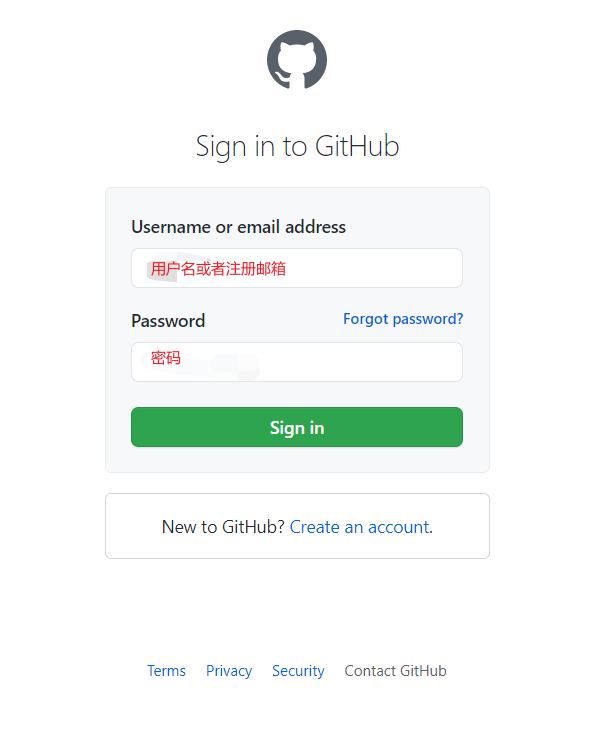 Sign in to GitHub
Username or email address
用户名或者注册邮箱
Password Forgot password?
密码
Sign in
New to GitHub? Create an account.
Terms Privacy Security Contact GitHub